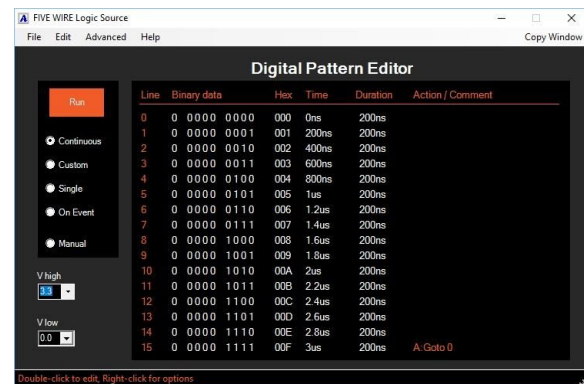 FIVE WIRE Logic Source
File Edit Advanced Help Copy Window
Digital Pattern Editor
Run
Continuous
Custom
Single
On Event
Manual
V high
3.3
V low
0.0
Line Binary data Hex Time Duration Action / Comment
0 0 0000 0000 000 0ns 200ns
1 0 0000 0001 001 200ns 200ns
2 0 0000 0010 002 400ns 200ns
3 0 0000 0011 003 600ns 200ns
4 0 0000 0100 004 800ns 200ns
5 0 0000 0101 005 1us 200ns
6 0 0000 0110 006 1.2us 200ns
7 0 0000 0111 007 1.4us 200ns
8 0 0000 1000 008 1.6us 200ns
9 0 0000 1001 009 1.8us 200ns
10 0 0000 1010 00A 2us 200ns
11 0 0000 1011 00B 2.2us 200ns
12 0 0000 1100 00C 2.4us 200ns
13 0 0000 1101 00D 2.6us 200ns
14 0 0000 1110 00E 2.8us 200ns
15 0 0000 1111 00F 3us 200ns A:Goto 0
Double-click to edit, Right-click for options